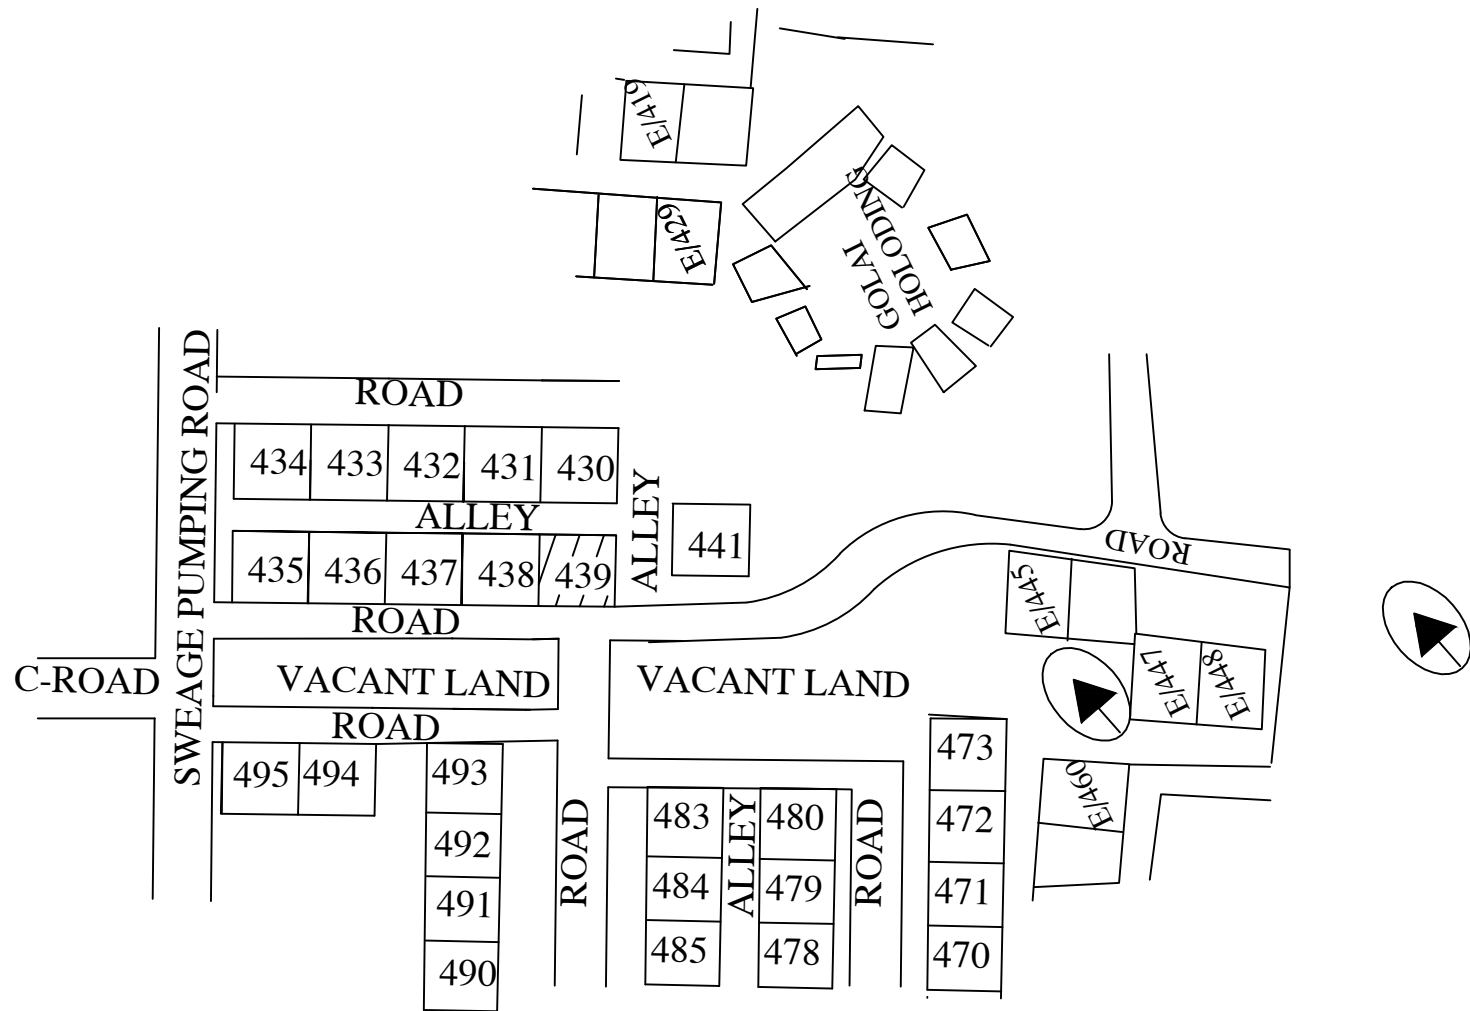 E/419
E/429
GOLAI
HOLODING
SWEAGE PUMPING ROAD
ROAD
434
433
432
431
430
ALLEY
ALLEY
441
435
436
437
438
439
ROAD
ROAD
E/445
E/447
E/448
C-ROAD
VACANT LAND
VACANT LAND
ROAD
495
494
493
492
491
490
ROAD
483
484
485
ALLEY
480
479
478
ROAD
473
472
471
470
E/460